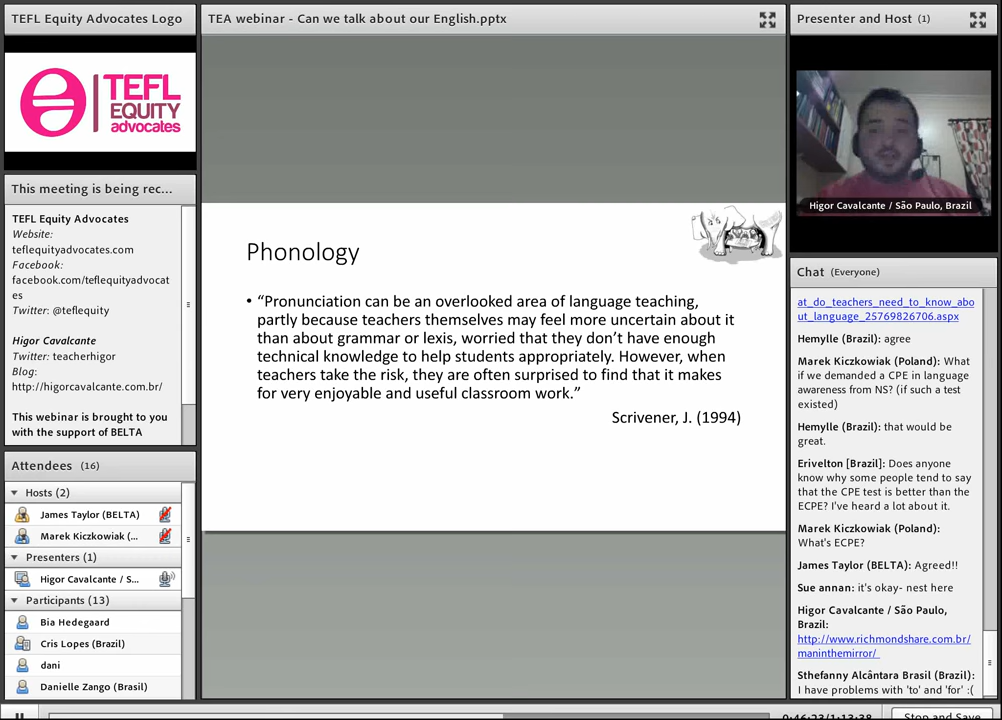 TEFL Equity Advocates Logo
TEFL
EQUITY
advocates
This meeting is being rec...
TEFL Equity Advocates
Website:
teflequityadvocates.com
Facebook:
facebook.com/teflequityadvocat
es
Twitter: @teflequity
Higor Cavalcante
Twitter: teacherhigor
Blog:
http://higorcavalcante.com.br/
This webinar is brought to you
with the support of BELTA
Attendees (16)
Hosts (2)
James Taylor (BELTA)
Marek Kiczkowiak (...
Presenters (1)
Higor Cavalcante / S...
Participants (13)
Bia Hedegaard
Cris Lopes (Brazil)
dani
Danielle Zango (Brasil)
TEA webinar - Can we talk about our English.pptx
Phonology
• “Pronunciation can be an overlooked area of language teaching,
partly because teachers themselves may feel more uncertain about it
than about grammar or lexis, worried that they don’t have enough
technical knowledge to help students appropriately. However, when
teachers take the risk, they are often surprised to find that it makes
for very enjoyable and useful classroom work.”
Scrivener, J. (1994)
Presenter and Host (1)
Higor Cavalcante / São Paulo, Brazil
Chat (Everyone)
at_do_teachers_need_to_know_abo
ut_language_25769826706.aspx
Hemylle (Brazil): agree
Marek Kiczkowiak (Poland): What
if we demanded a CPE in language
awareness from NS? (if such a test
existed)
Hemylle (Brazil): that would be
great.
Erivelton [Brazil]: Does anyone
know why some people tend to say
that the CPE test is better than the
ECPE? I've heard a lot about it.
Marek Kiczkowiak (Poland):
What's ECPE?
James Taylor (BELTA): Agreed!!
Sue annan: it's okay- nest here
Higor Cavalcante / São Paulo,
Brazil:
http://www.richmondshare.com.br/
maninthemirror/
Sthefanny Alcântara Brasil (Brazil):
I have problems with 'to' and 'for' :(
0:46:23/1:13:38
Stop and Save